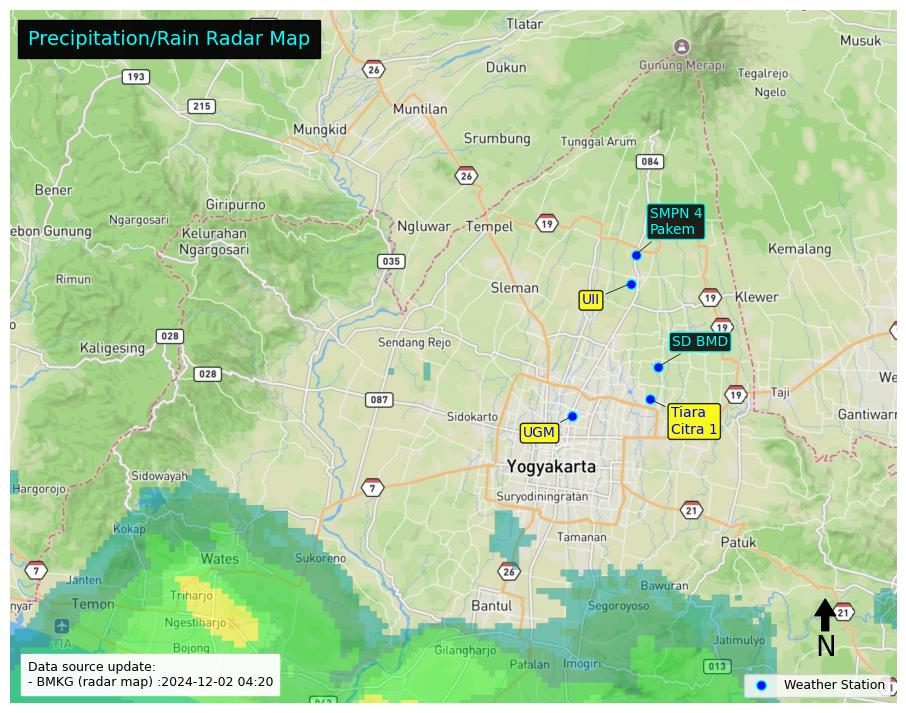 Precipitation/Rain Radar Map
Tlatar
Musuk
Gunung Merapi
26
Dukun
Tegalrejo
193
Ngelo
215
Muntilan
Mungkid
Srumbung
Tunggal Arum
084
26
Bener
Giripurno
SMPN 4
Pakem
Ngargosari
Ngluwar
Tempel
19
ebon Gunung
Kelurahan
Ngargosari
Kemalang
035
Rimun
Sleman
UII
19
Klewer
19
028
Sendang Rejo
SD BMD
Kaligesing
We
028
087
19
Taji
Sidokarto
Tiara
Citra 1
Gantiwarn
UGM
Yogyakarta
Sidowayah
Hargorojo
7
Suryodiningratan
21
Kokap
Tamanan
Patuk
Wates
Sukoreno
7
26
Janten
Bawuran
nyar
Temon
Triharjo
Bantul
Segoroyoso
21
Ngestiharjo
YIA
Jatimulyo
N
Bojong
Gilangharjo
Patalan
Imogiri
013
Data source update:
- BMKG (radar map) :2024-12-02 04:20
Weather Station